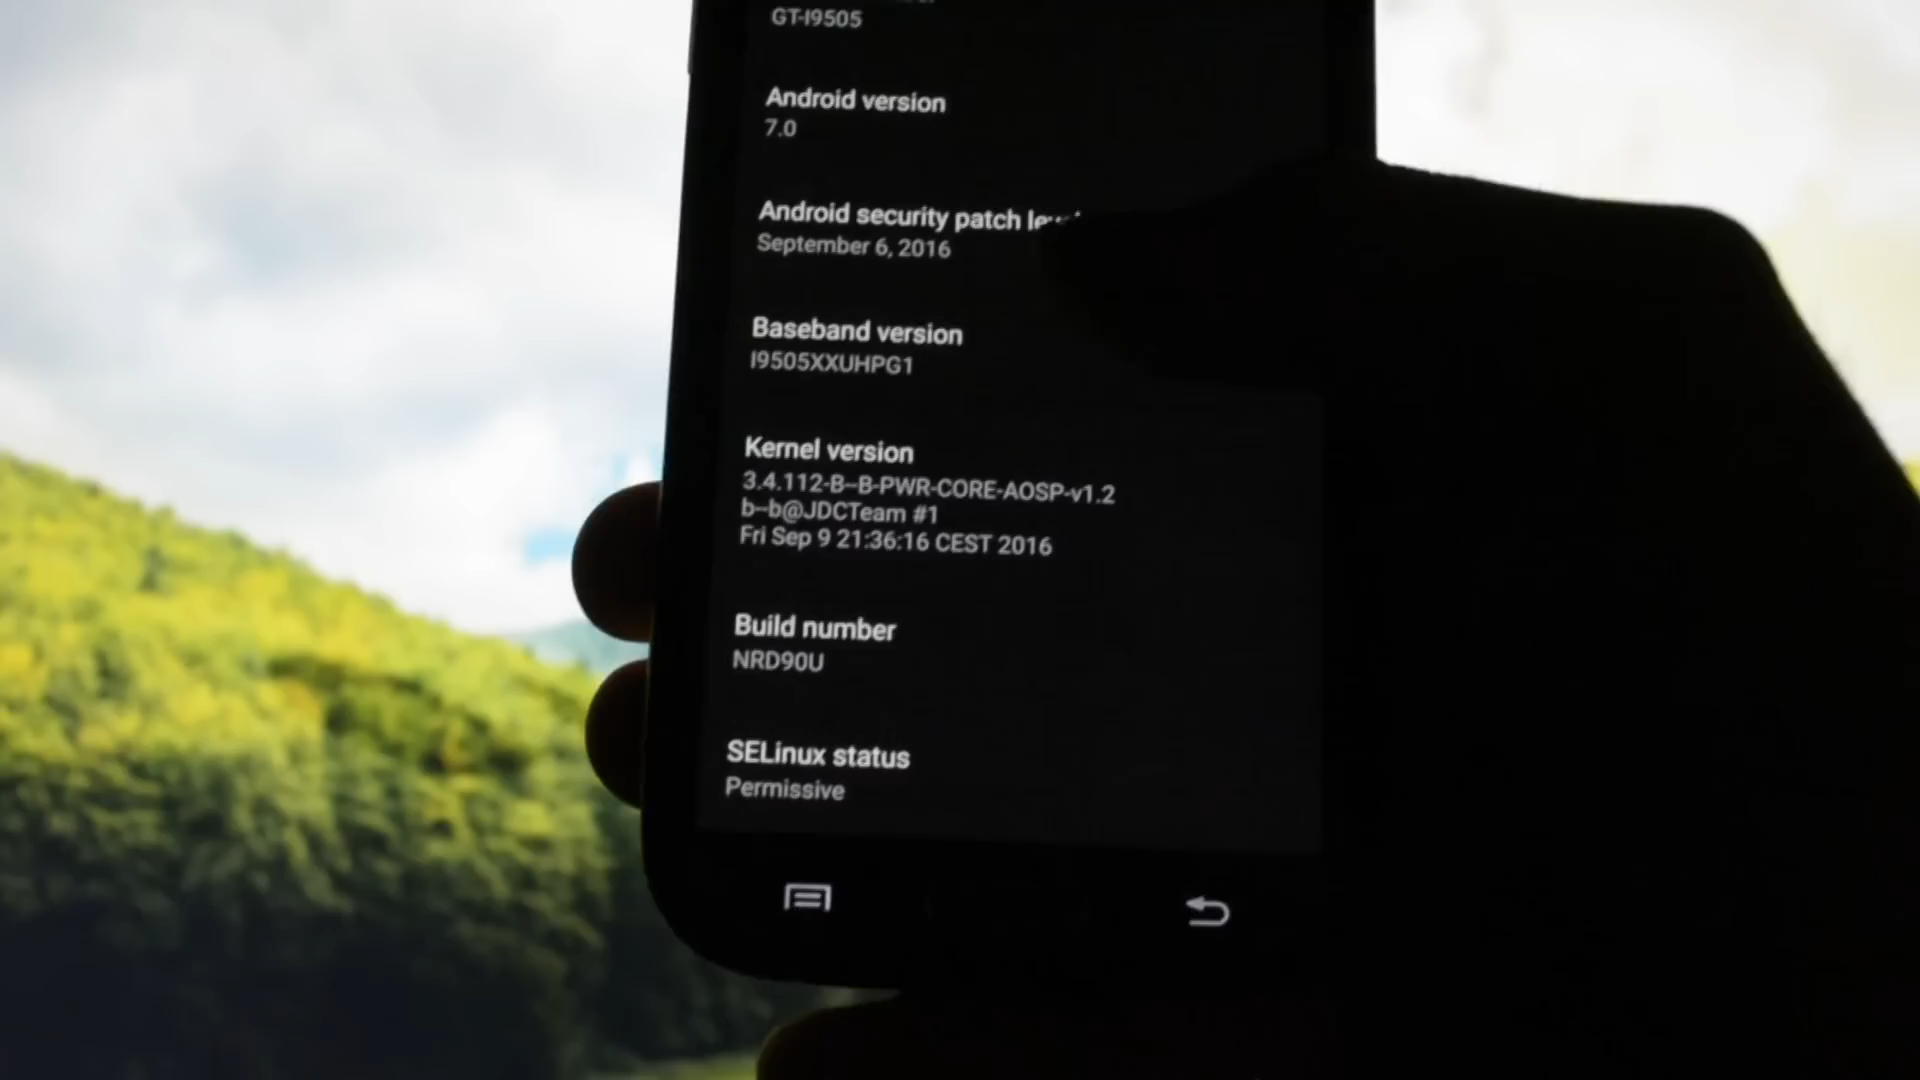 GT-I9505
Android version
7.0
Android security patch
September 6, 2016
Baseband version
I9505XXUHPG1
Kernel version
3.4.112-B--B-PWR-CORE-AOSP-v1.2
b--b@JDCTeam #1
Fri Sep 9 21:36:16 CEST 2016
Build number
NRD90U
SELinux status
Permissive